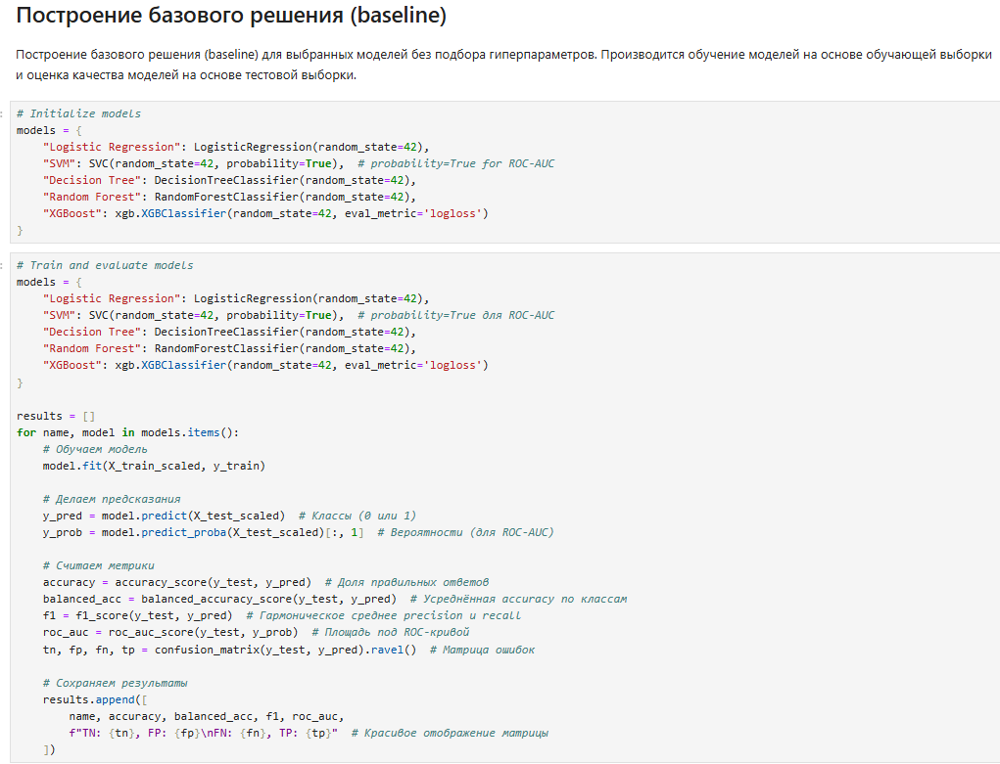 Построение базового решения (baseline)
Построение базового решения (baseline) для выбранных моделей без подбора гиперпараметров. Производится обучение моделей на основе обучающей выборки
и оценка качества моделей на основе тестовой выборки.
:
# Initialize models
models = {
    "Logistic Regression": LogisticRegression(random_state=42),
    "SVM": SVC(random_state=42, probability=True),  # probability=True for ROC-AUC
    "Decision Tree": DecisionTreeClassifier(random_state=42),
    "Random Forest": RandomForestClassifier(random_state=42),
    "XGBoost": xgb.XGBClassifier(random_state=42, eval_metric='logloss')
}
:
# Train and evaluate models
models = {
    "Logistic Regression": LogisticRegression(random_state=42),
    "SVM": SVC(random_state=42, probability=True),  # probability=True для ROC-AUC
    "Decision Tree": DecisionTreeClassifier(random_state=42),
    "Random Forest": RandomForestClassifier(random_state=42),
    "XGBoost": xgb.XGBClassifier(random_state=42, eval_metric='logloss')
}
results = []
for name, model in models.items():
    # Обучаем модель
    model.fit(X_train_scaled, y_train)
    # Делаем предсказания
    y_pred = model.predict(X_test_scaled)  # Классы (0 или 1)
    y_prob = model.predict_proba(X_test_scaled)[:, 1]  # Вероятности (для ROC-AUC)
    # Считаем метрики
    accuracy = accuracy_score(y_test, y_pred)  # Доля правильных ответов
    balanced_acc = balanced_accuracy_score(y_test, y_pred)  # Усреднённая accuracy по классам
    f1 = f1_score(y_test, y_pred)  # Гармоническое среднее precision и recall
    roc_auc = roc_auc_score(y_test, y_prob)  # Площадь под ROC-кривой
    tn, fp, fn, tp = confusion_matrix(y_test, y_pred).ravel()  # Матрица ошибок
    # Сохраняем результаты
    results.append([
        name, accuracy, balanced_acc, f1, roc_auc,
        f"TN: {tn}, FP: {fp}\nFN: {fn}, TP: {tp}"  # Красивое отображение матрицы
    ])